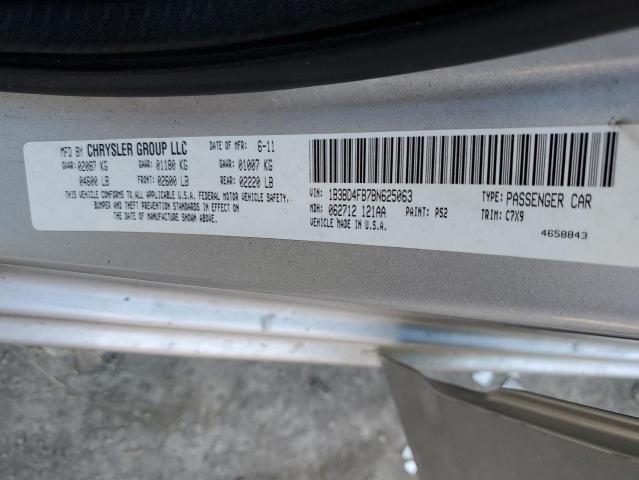 MFD BY CHRYSLER GROUP LLC DATE OF MFR: 6-11
GVWR: 02087 KG GAWR: 01180 KG GAWR: 01007 KG
04600 LB FRONT: 02600 LB REAR: 02220 LB
THIS VEHICLE CONFORMS TO ALL APPLICABLE U.S.A. FEDERAL MOTOR VEHICLE SAFETY,
BUMPER AND THEFT PREVENTION STANDARDS IN EFFECT ON
THE DATE OF MANUFACTURE SHOWN ABOVE.
VIN: 1B3BD4FB7BN625063 TYPE: PASSENGER CAR
MDH: 062712 121AA PAINT: PS2 TRIM: C7X9
VEHICLE MADE IN U.S.A. 4658843